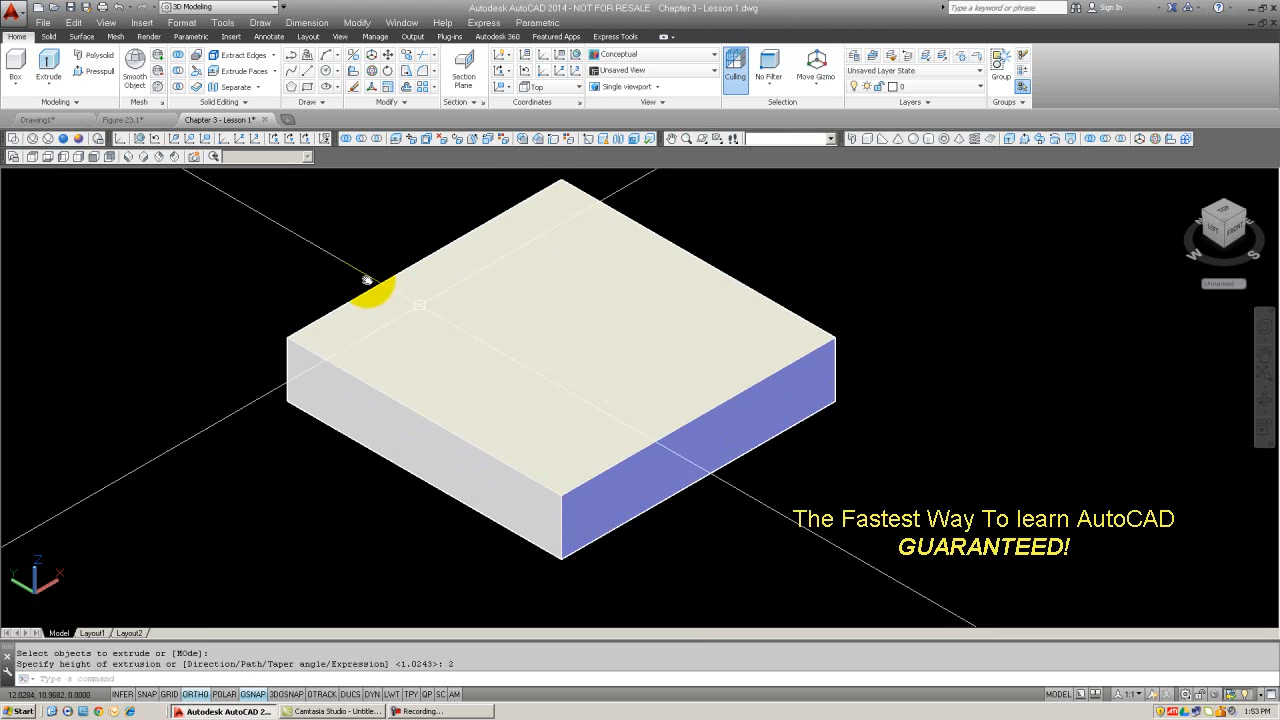 Autodesk AutoCAD 2014 - NOT FOR RESALE Chapter 3 - Lesson 1.dwg
3D Modeling
Type a keyword or phrase
Sign In
File Edit View Insert Format Tools Draw Dimension Modify Window Help Express Parametric
Home Solid Surface Mesh Render Parametric Insert Annotate Layout View Manage Output Plug-ins Autodesk 360 Featured Apps Express Tools
Box Extrude Polysolid Presspull
Smooth Object
Extract Edges
Extrude Faces
Separate
Section Plane
Conceptual
Unsaved View
Top Single viewport
Culling No Filter Move Gizmo
Unsaved Layer State
0
Group
Modeling Mesh Solid Editing Draw Modify Section Coordinates View Selection Layers Groups
Drawing1* Figure 23.1* Chapter 3 - Lesson 1*
TOP
LEFT FRONT
W S
Unnamed
The Fastest Way To learn AutoCAD
GUARANTEED!
Z
Y X
Model Layout1 Layout2
Select objects to extrude or [MOde]:
Specify height of extrusion or [Direction/Path/Taper angle/Expression] <1.0243>: 2
Type a command
12.0284, 10.9682, 0.0000 INFER SNAP GRID ORTHO POLAR OSNAP 3DOSNAP OTRACK DUCS DYN LWT TPY QP SC AM MODEL 1:1
Start Autodesk AutoCAD 2... Camtasia Studio - Untitle... Recording... 1:53 PM